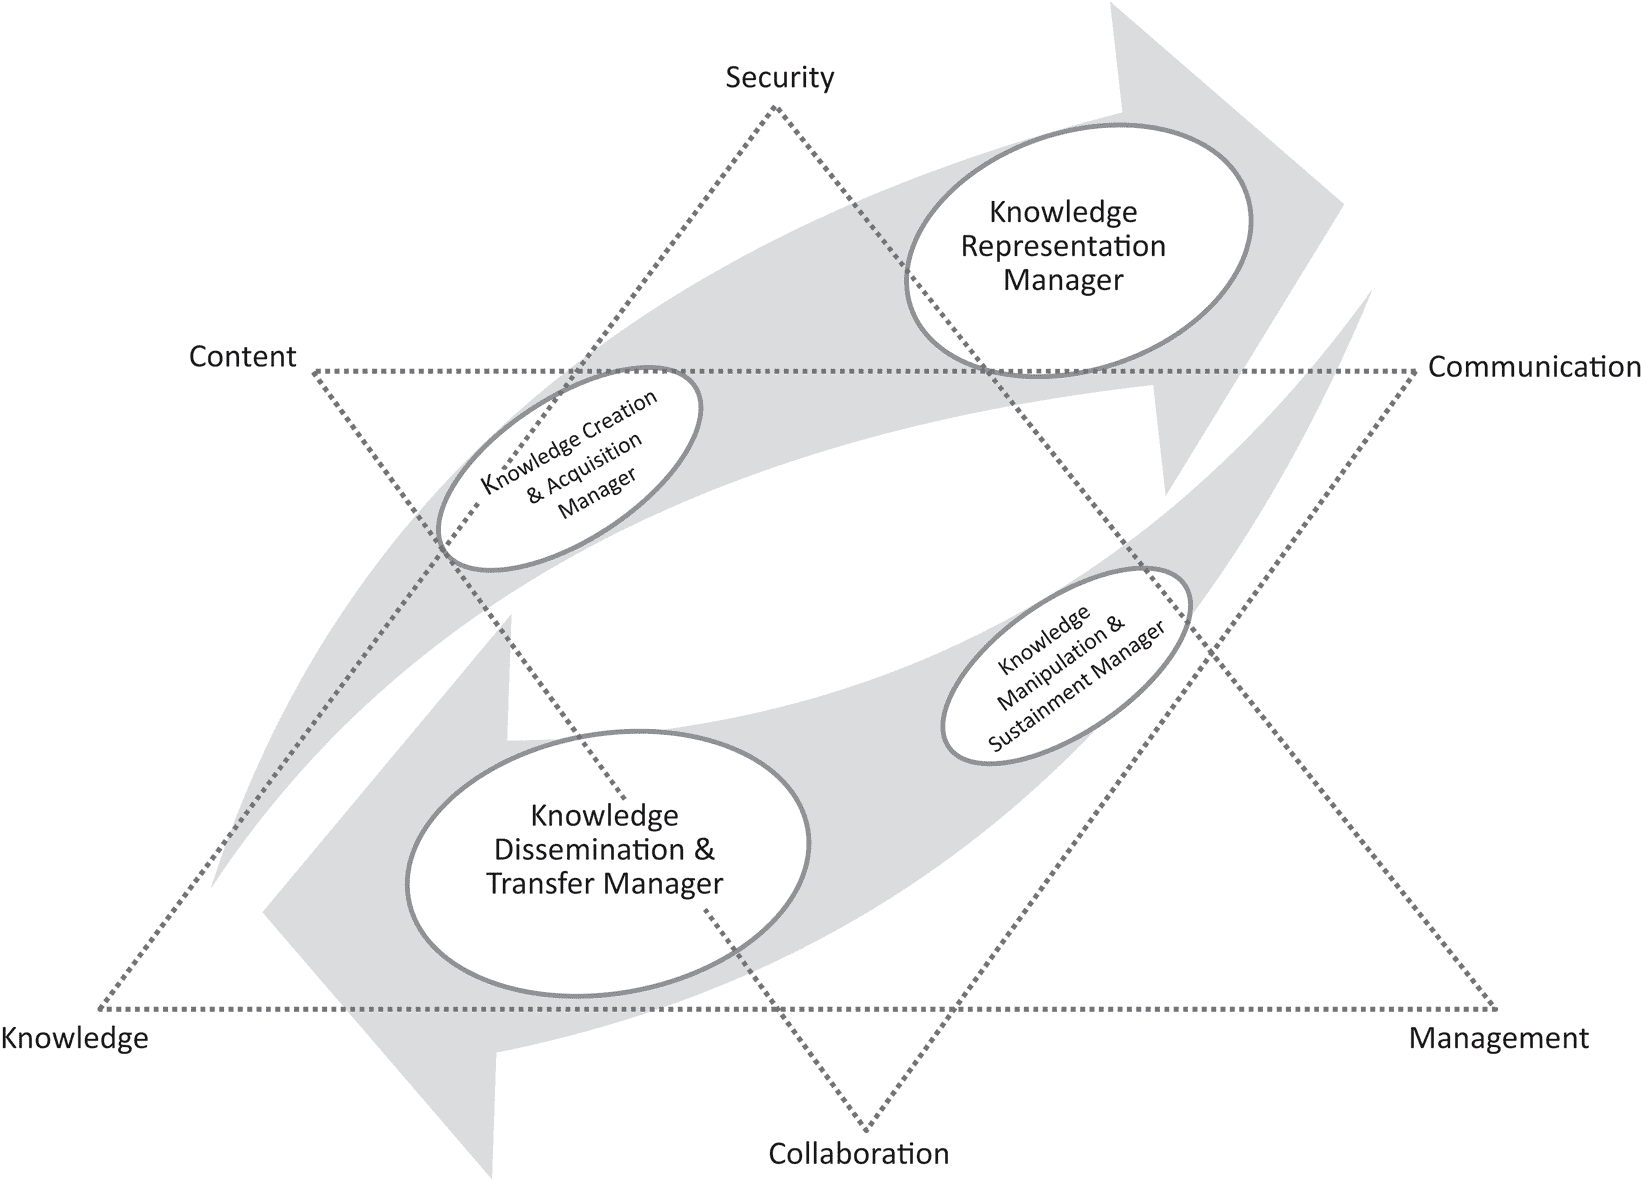 Security
Knowledge
Representation
Manager
Content
Communication
Knowledge Creation
& Acquisition
Manager
Knowledge
Manipulation &
Sustainment Manager
Knowledge
Dissemination &
Transfer Manager
Knowledge
Management
Collaboration